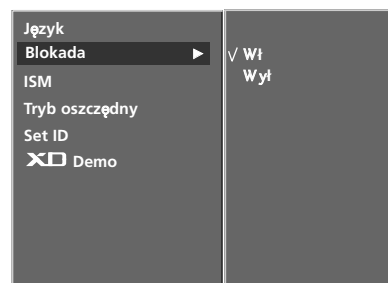 Język
Blokada ►
ISM
Tryb oszczędny
Set ID
XD Demo
√ Wł
Wył